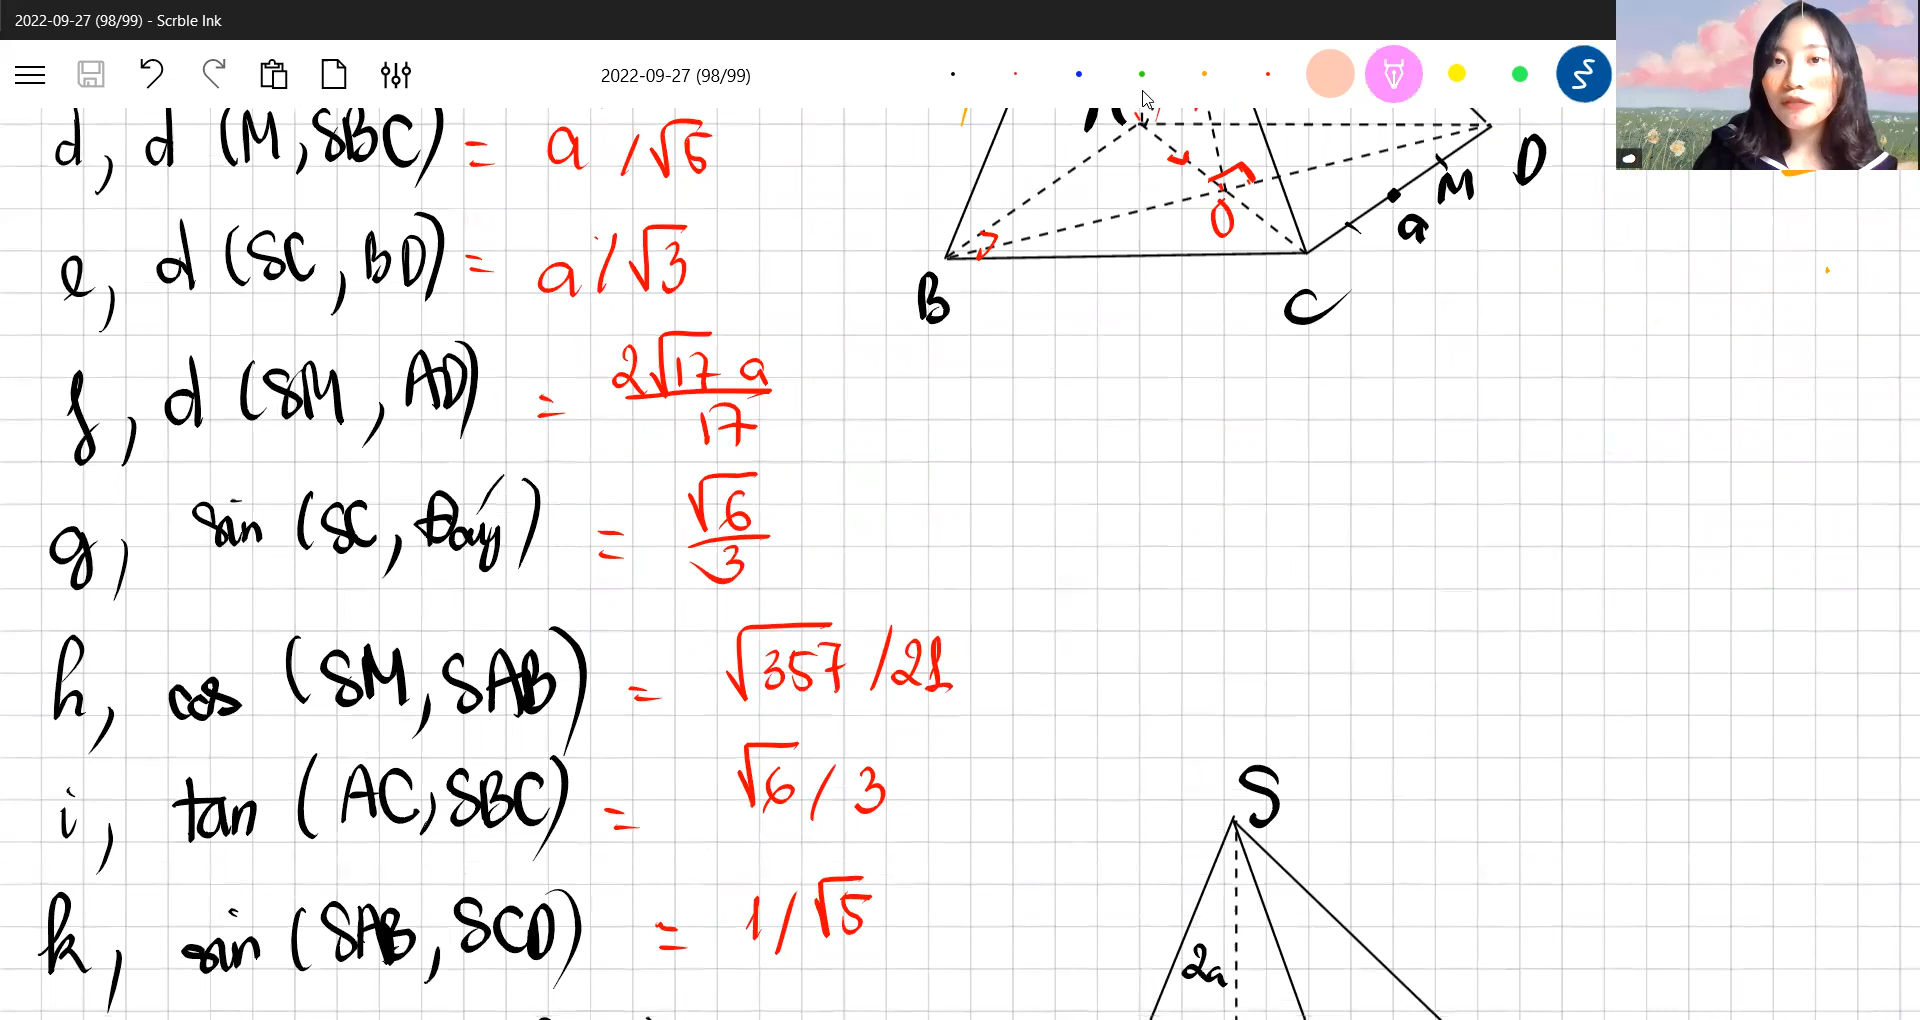 2022-09-27 (98/99) - Scrble Ink
2022-09-27 (98/99)
d, d (M, SBC) = a /√5
e, d (SC, BD) = a /√3
f, d (SM, AD) = 2√17 a / 17
g, sin (SC, Đáy) = √6 / 3
h, cos (SM, SAB) = √357 / 21
i, tan (AC, SBC) = √6 / 3
k, sin (SAB, SCD) = 1 / √5
D
M
a
O
B
C
S
2a